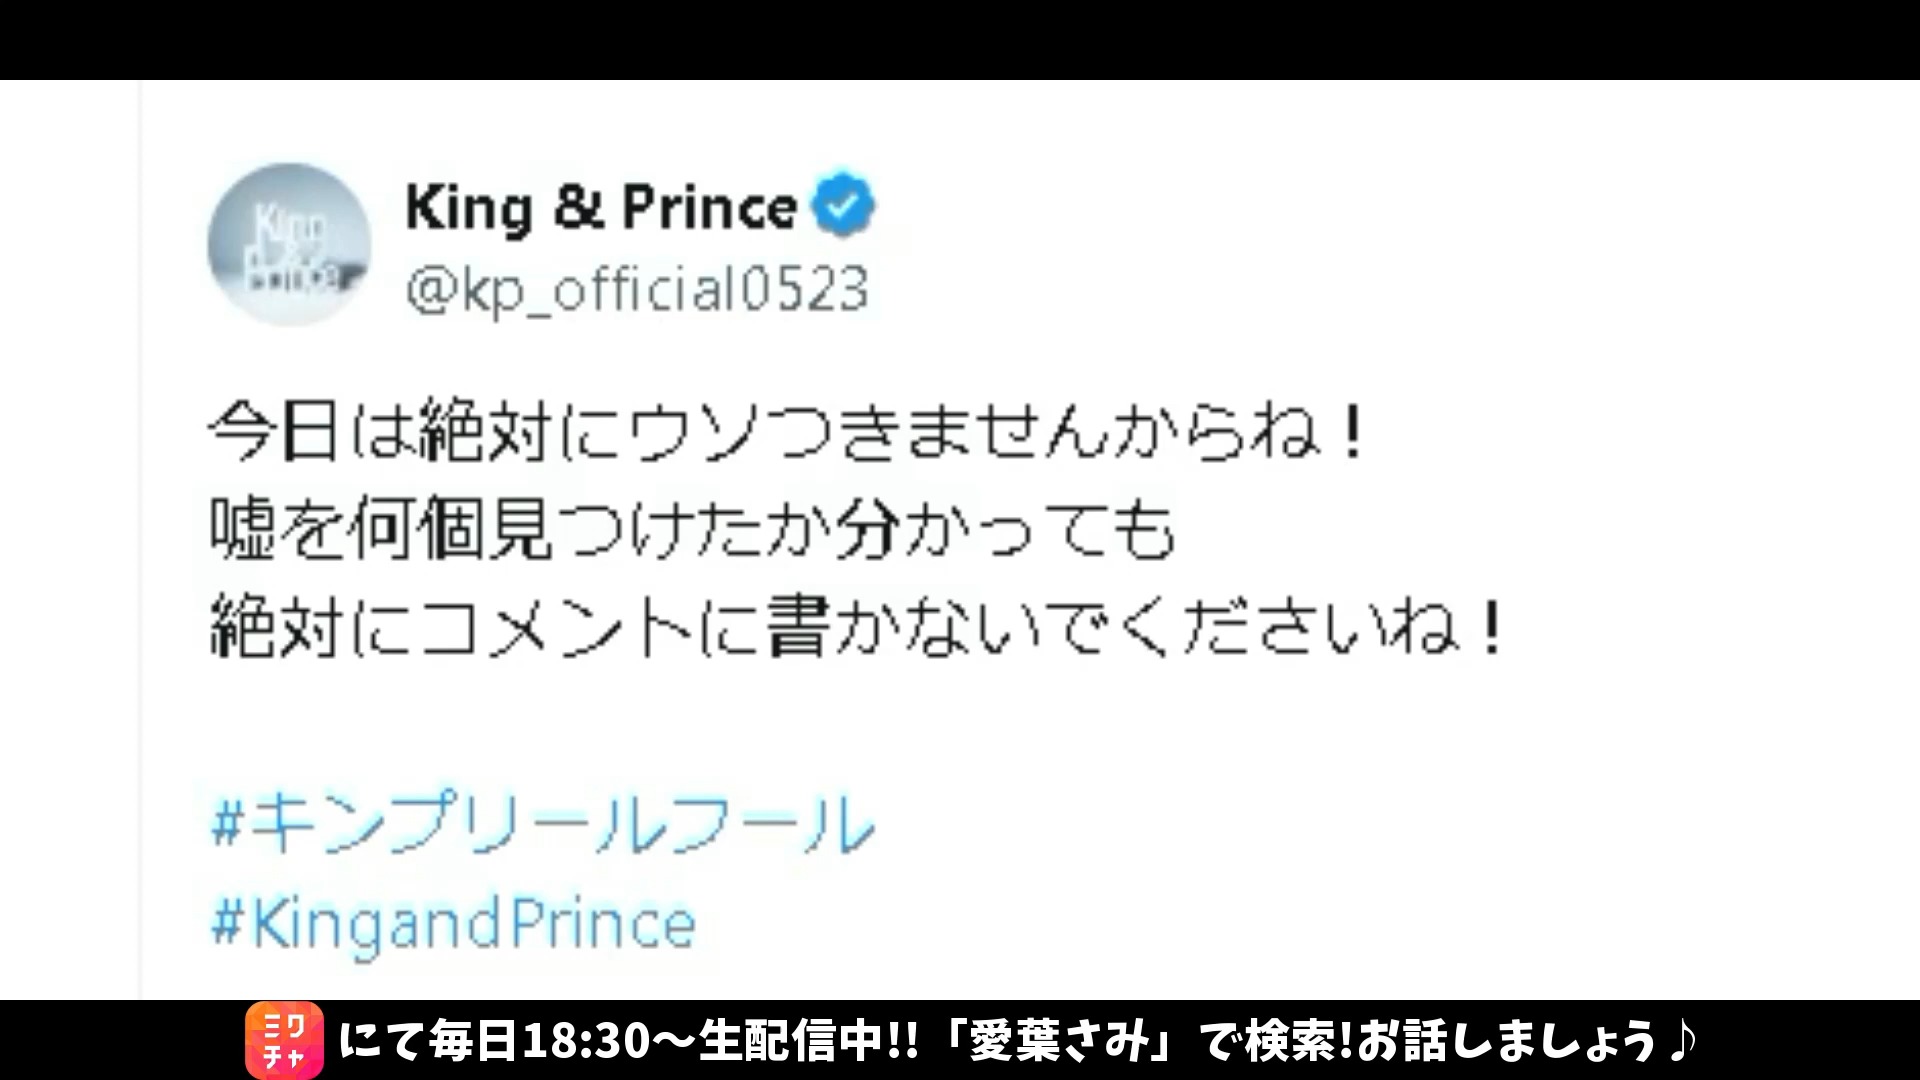 King & Prince
King & Prince
@kp_official0523
今日は絶対にウソつきませんからね！
嘘を何個見つけたか分かっても
絶対にコメントに書かないでくださいね！
#キンプリールフール
#KingandPrince
ミクチャ にて毎日18:30～生配信中!!「愛葉さみ」で検索!お話しましょう♪